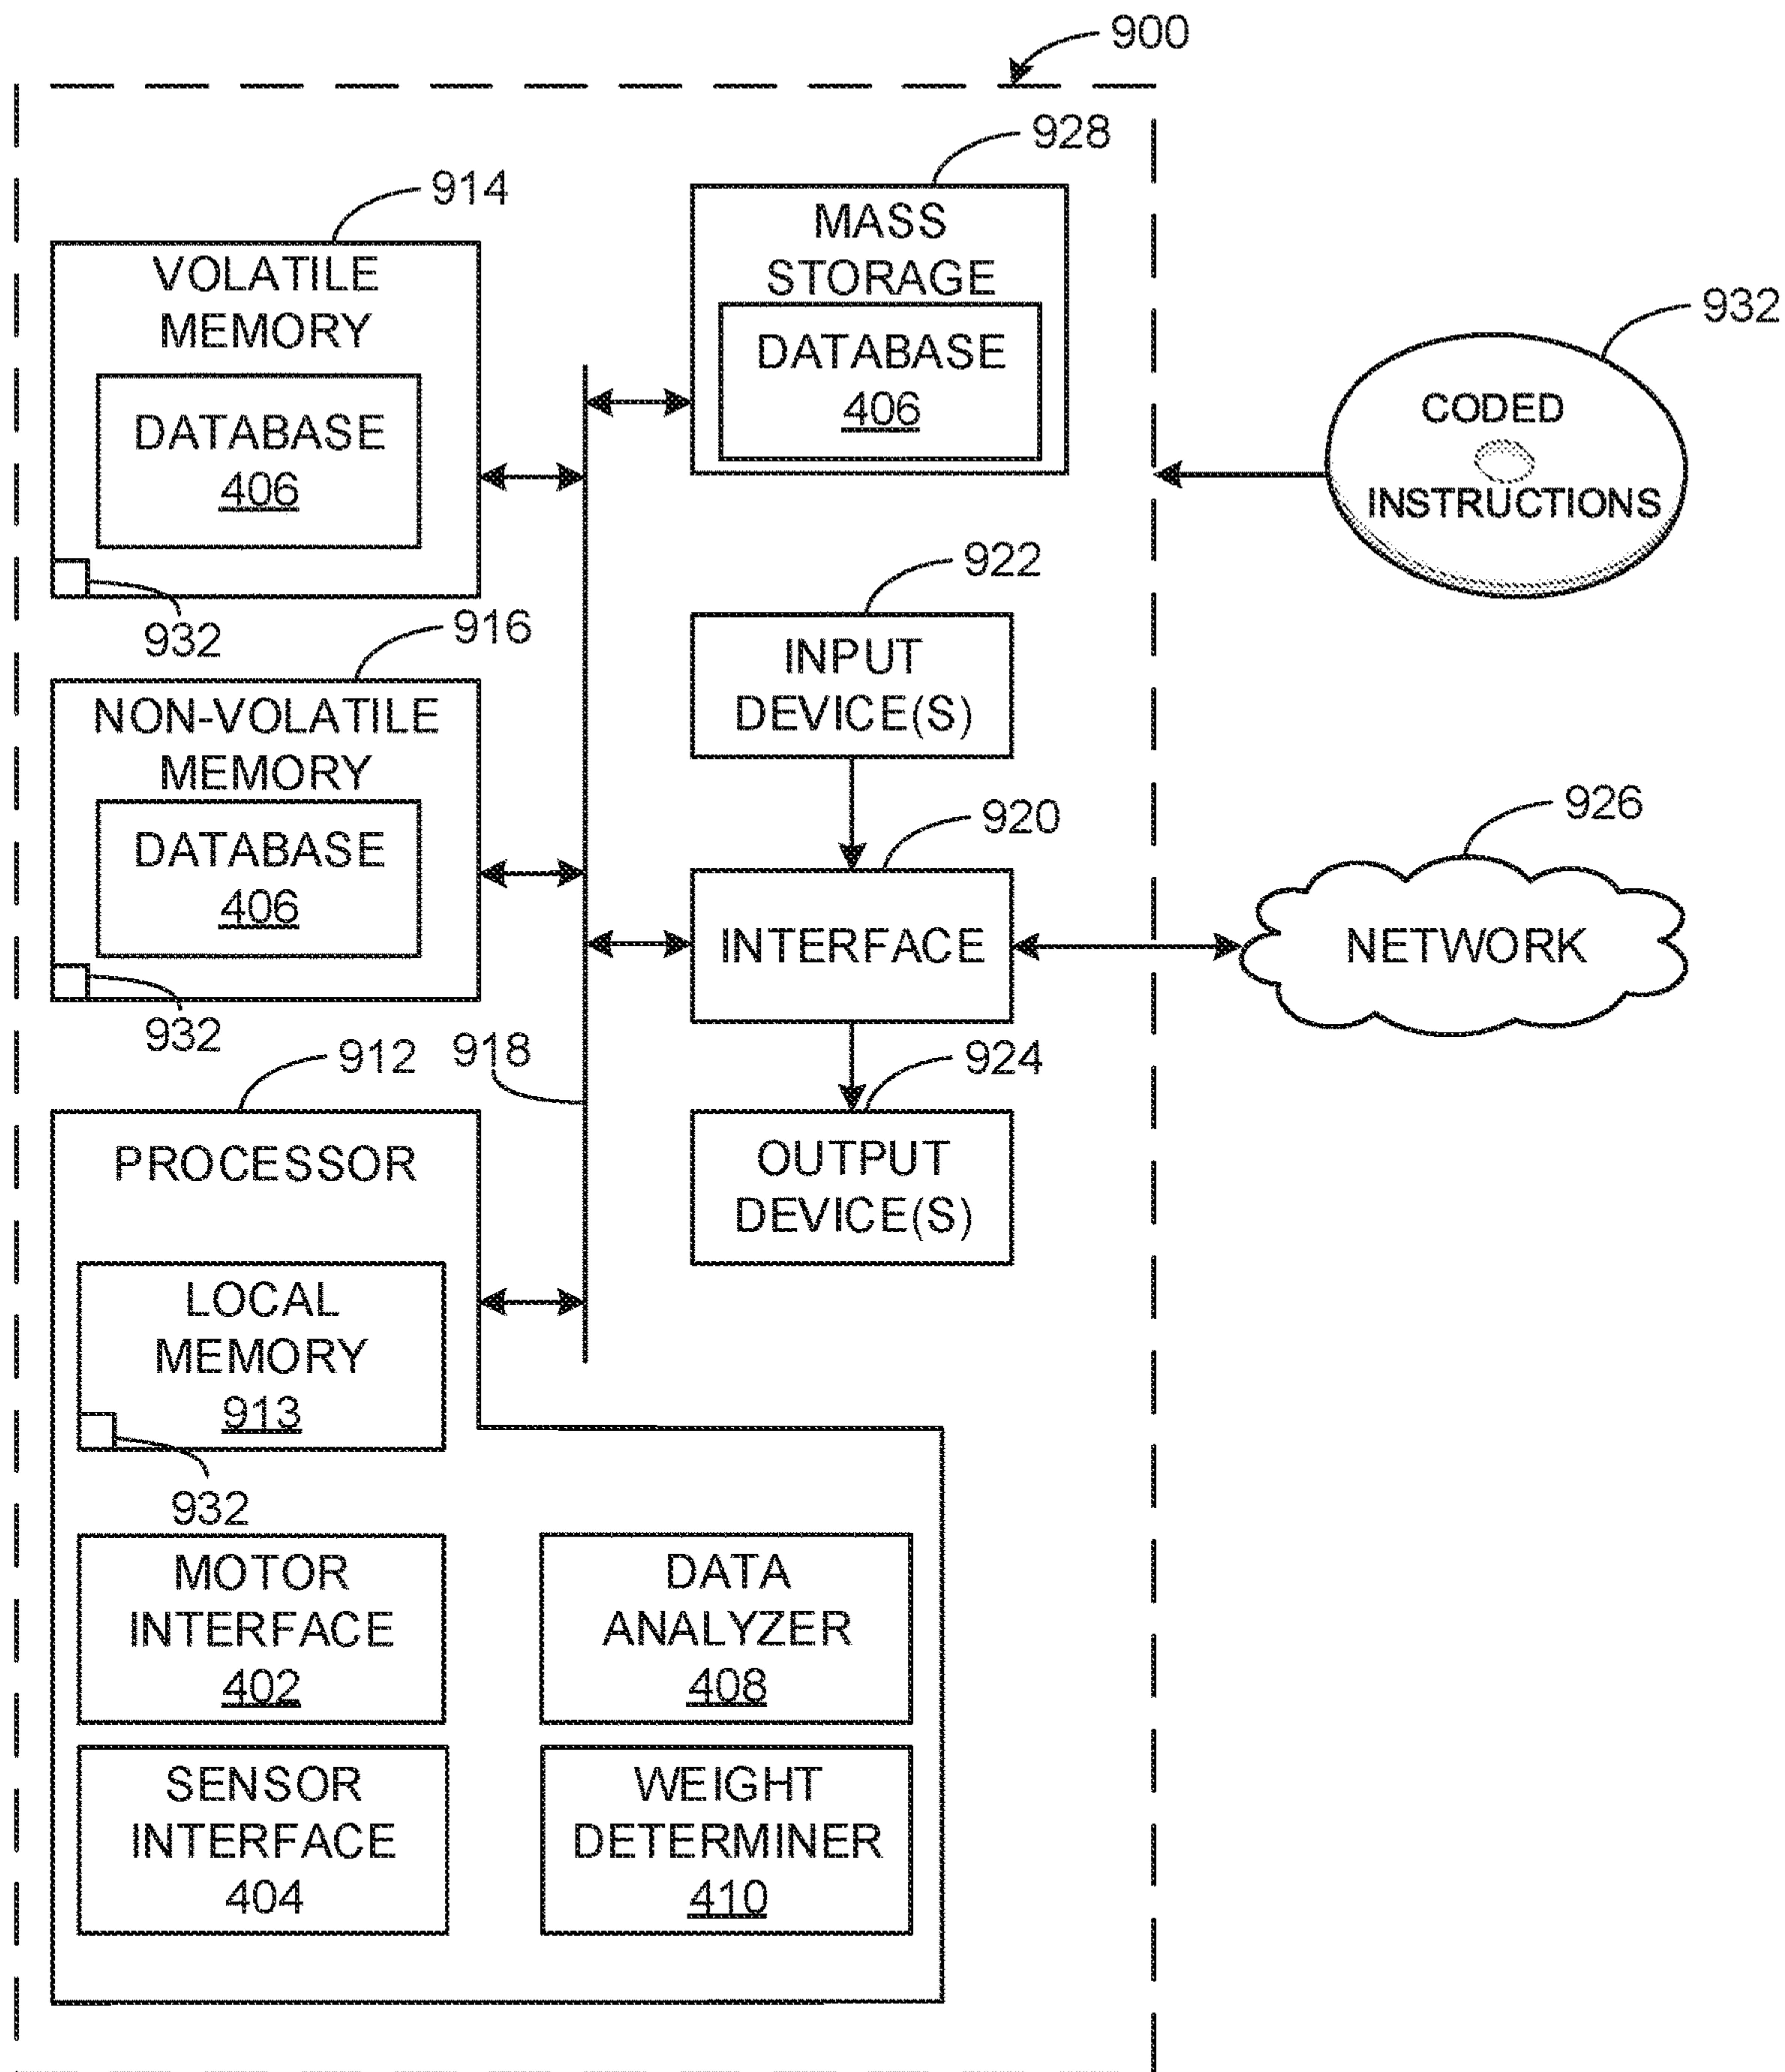 900
928
914
MASS
STORAGE
DATABASE
406
VOLATILE
MEMORY
DATABASE
406
932
932
CODED
INSTRUCTIONS
922
INPUT
DEVICE(S)
916
NON-VOLATILE
MEMORY
DATABASE
406
932
920
INTERFACE
926
NETWORK
918
924
OUTPUT
DEVICE(S)
912
PROCESSOR
LOCAL
MEMORY
913
932
MOTOR
INTERFACE
402
DATA
ANALYZER
408
SENSOR
INTERFACE
404
WEIGHT
DETERMINER
410